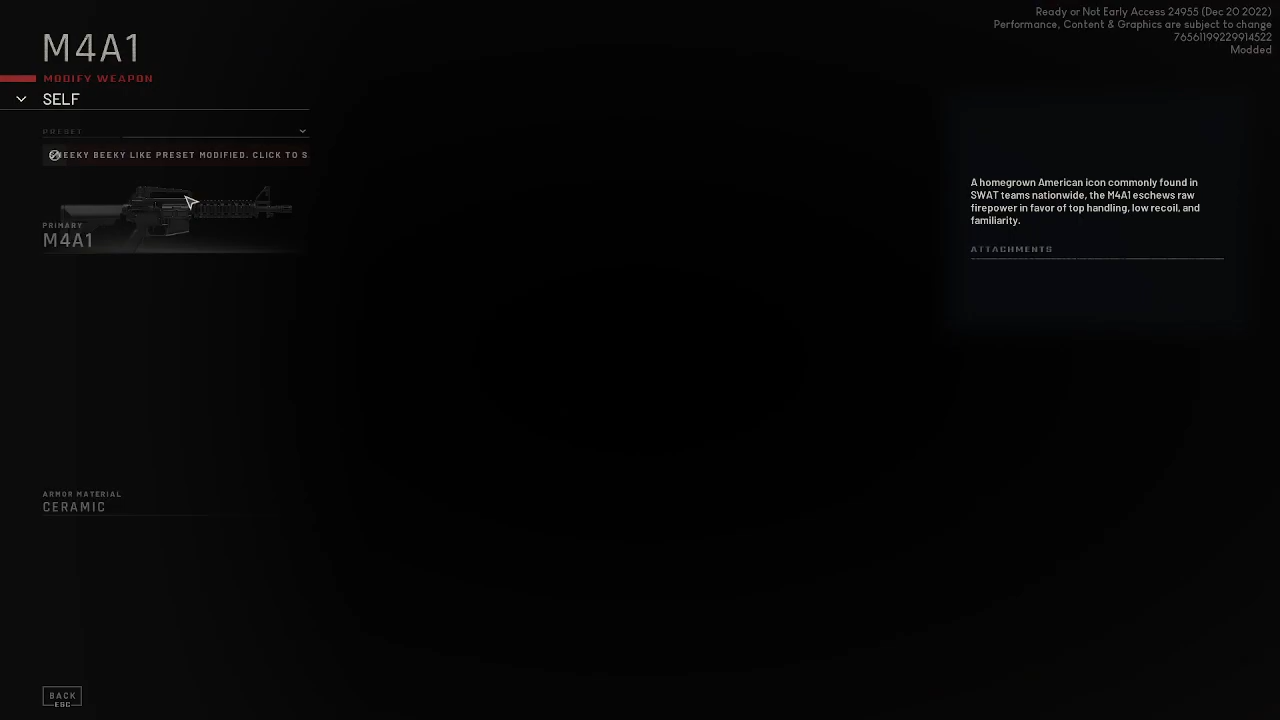 Ready or Not Early Access 24955 (Dec 20 2022)
Performance, Content & Graphics are subject to change
76561199229914522
Modded
M4A1
MODIFY WEAPON
SELF
PRESET
EEKY BEEKY LIKE PRESET MODIFIED. CLICK TO S
PRIMARY
M4A1
A homegrown American icon commonly found in
SWAT teams nationwide, the M4A1 eschews raw
firepower in favor of top handling, low recoil, and
familiarity.
ATTACHMENTS
ARMOR MATERIAL
CERAMIC
BACK
ESC